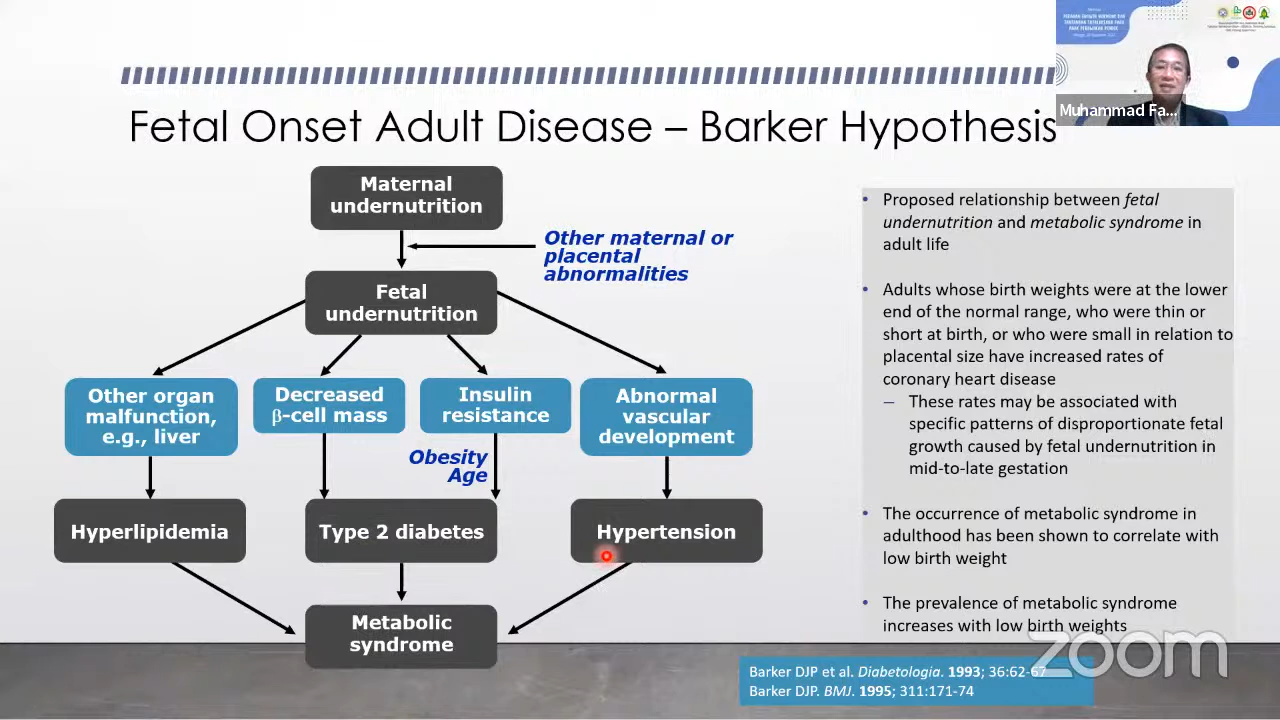 Fetal Onset Adult Disease – Barker Hypothesis
Muhammad Fa...
Maternal
undernutrition
Other maternal or
placental
abnormalities
Fetal
undernutrition
Other organ
malfunction,
e.g., liver
Decreased
β-cell mass
Insulin
resistance
Abnormal
vascular
development
Obesity
Age
Hyperlipidemia
Type 2 diabetes
Hypertension
Metabolic
syndrome
• Proposed relationship between fetal
undernutrition and metabolic syndrome in
adult life
• Adults whose birth weights were at the lower
end of the normal range, who were thin or
short at birth, or who were small in relation to
placental size have increased rates of
coronary heart disease
– These rates may be associated with
specific patterns of disproportionate fetal
growth caused by fetal undernutrition in
mid-to-late gestation
• The occurrence of metabolic syndrome in
adulthood has been shown to correlate with
low birth weight
• The prevalence of metabolic syndrome
increases with low birth weights
Barker DJP et al. Diabetologia. 1993; 36:62-67
Barker DJP. BMJ. 1995; 311:171-74
zoom